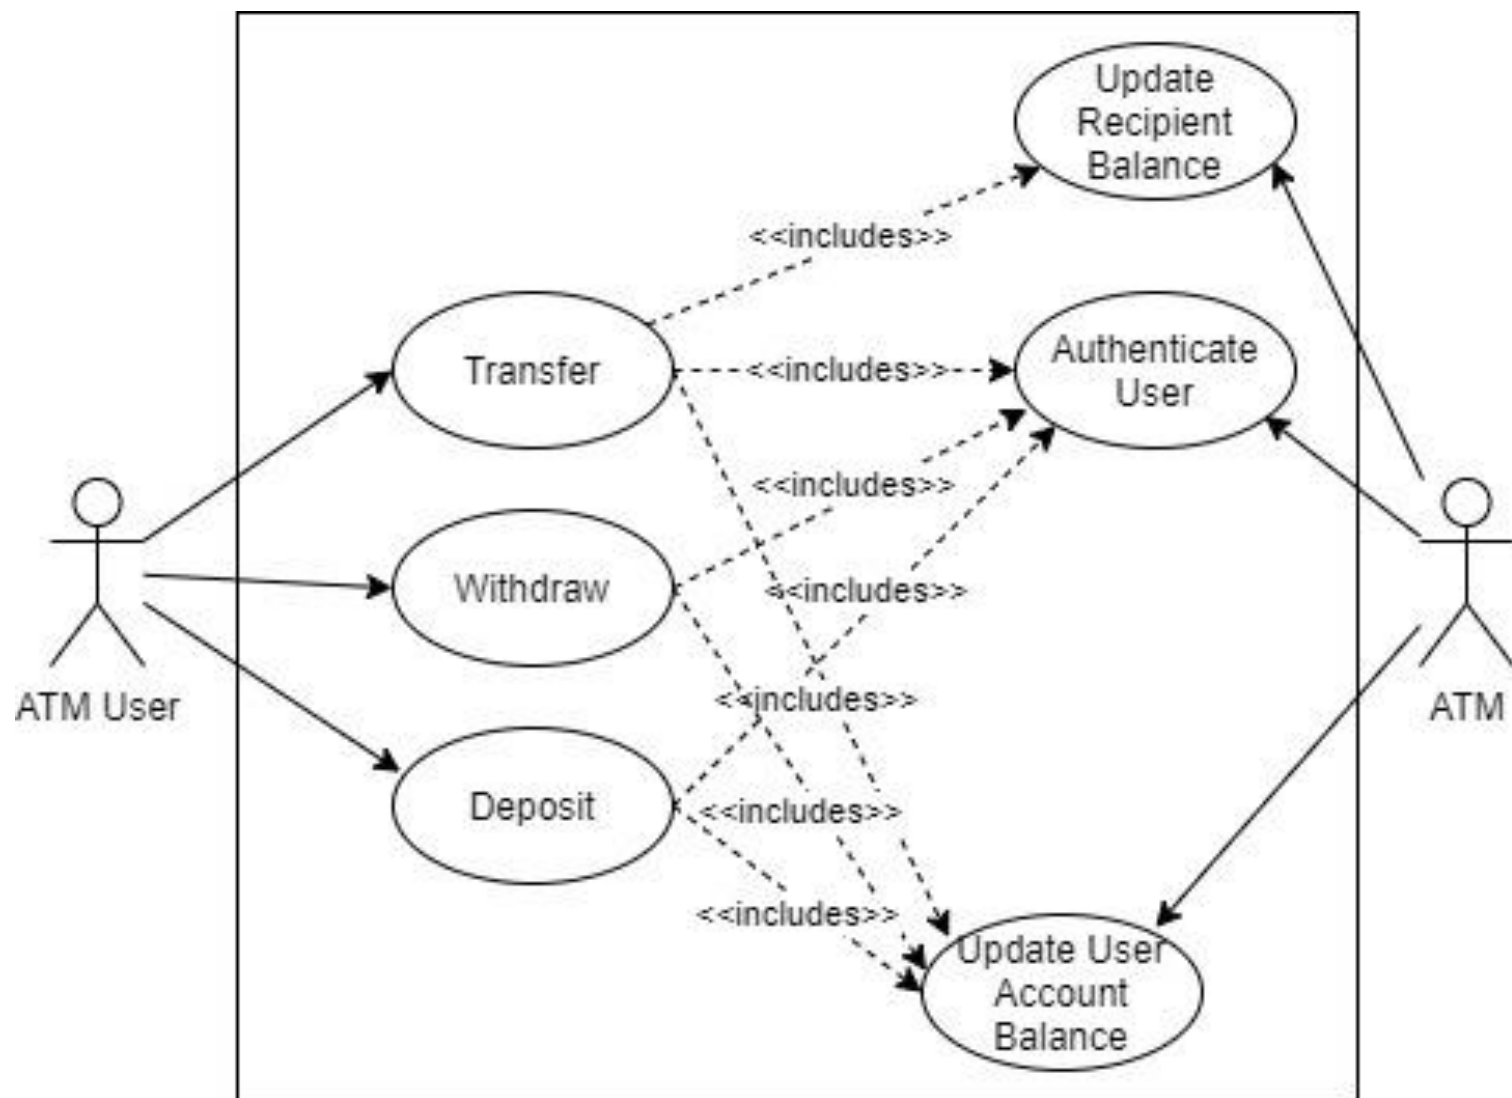 Update
Recipient
Balance
<<includes>>
Transfer
<<includes>>
Authenticate
User
<<includes>>
Withdraw
<<includes>>
ATM User
<<includes>>
ATM
Deposit
<<includes>>
<<includes>>
Update User
Account
Balance